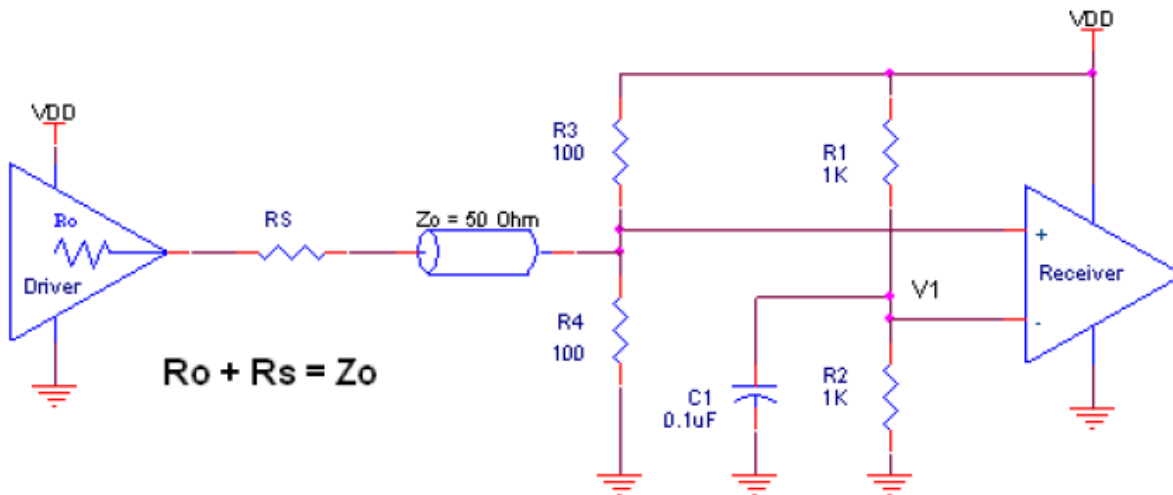 VDD
VDD
R3
100
R1
1K
Ro
RS
Zo = 50 Ohm
+
Driver
Receiver
V1
-
R4
100
Ro + Rs = Zo
R2
1K
C1
0.1uF